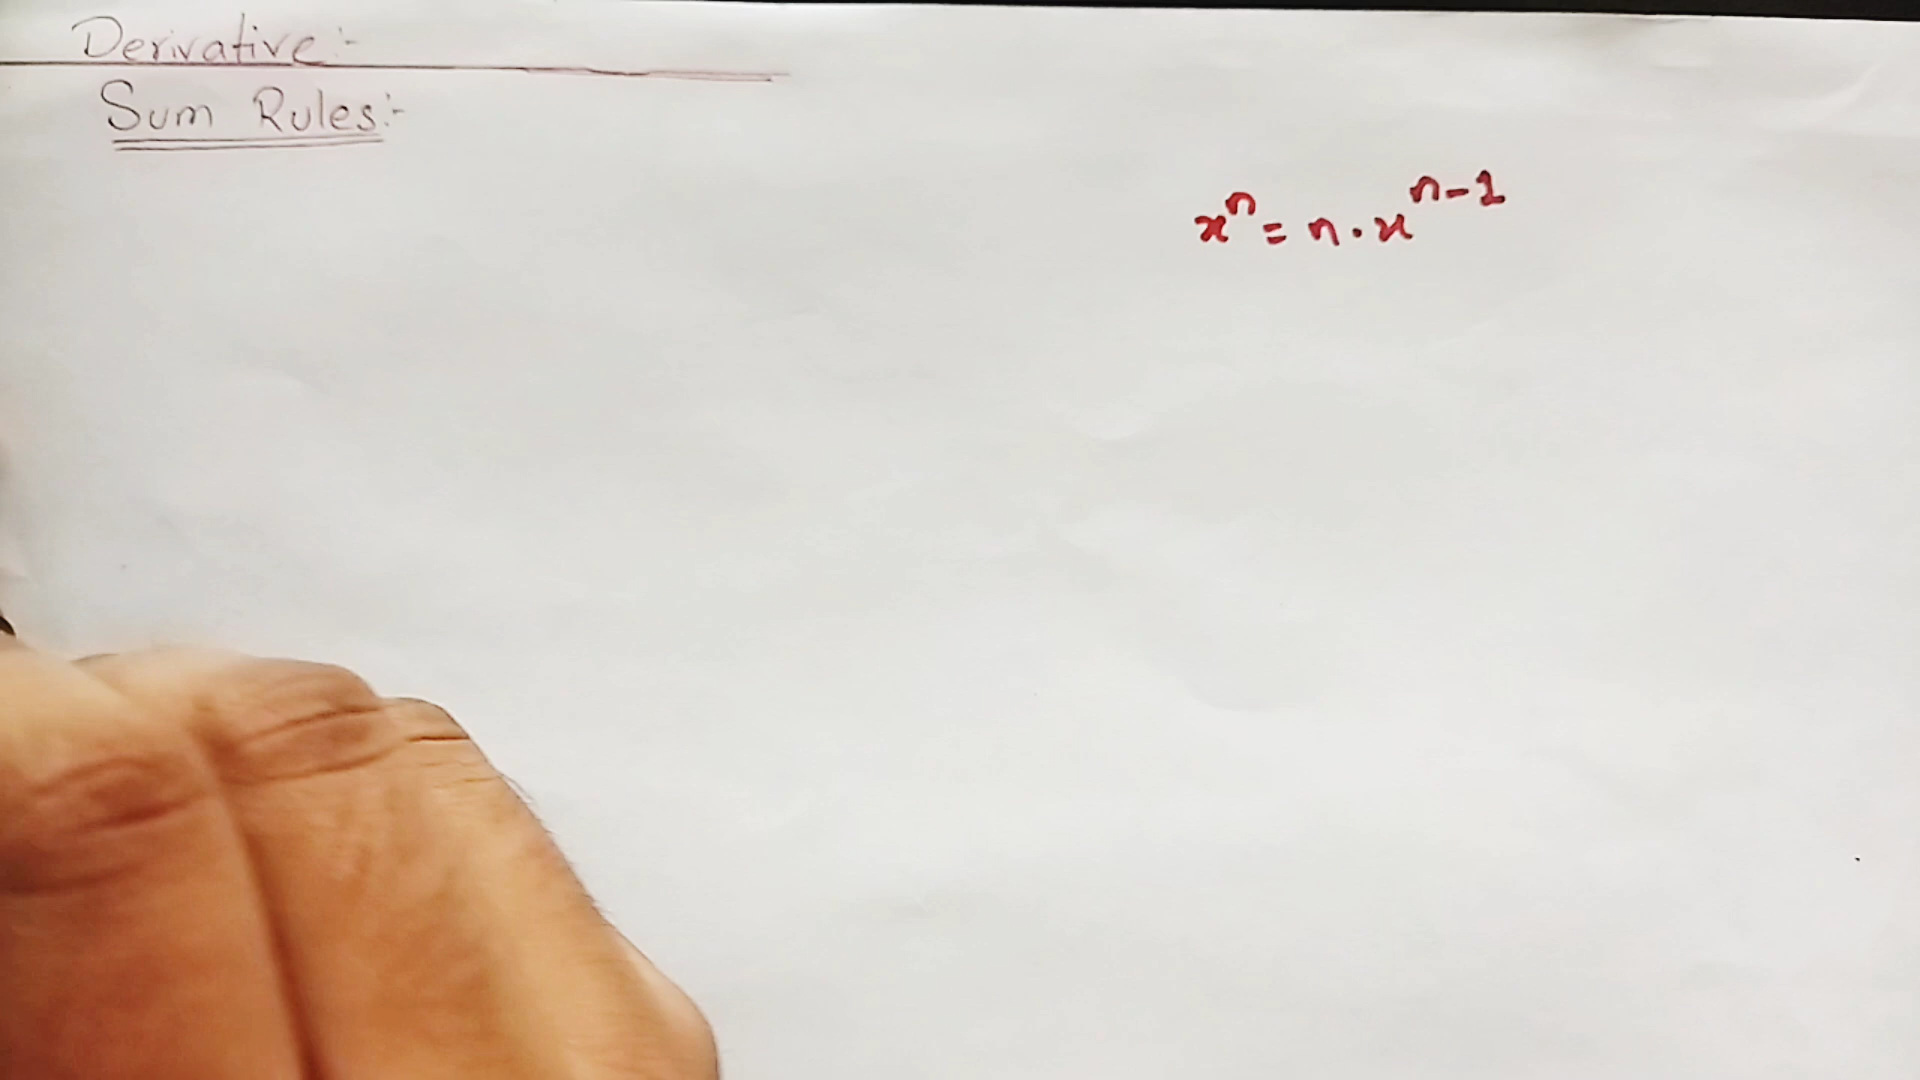 Derivative:-
Sum Rules:-
xⁿ = n · xⁿ⁻¹